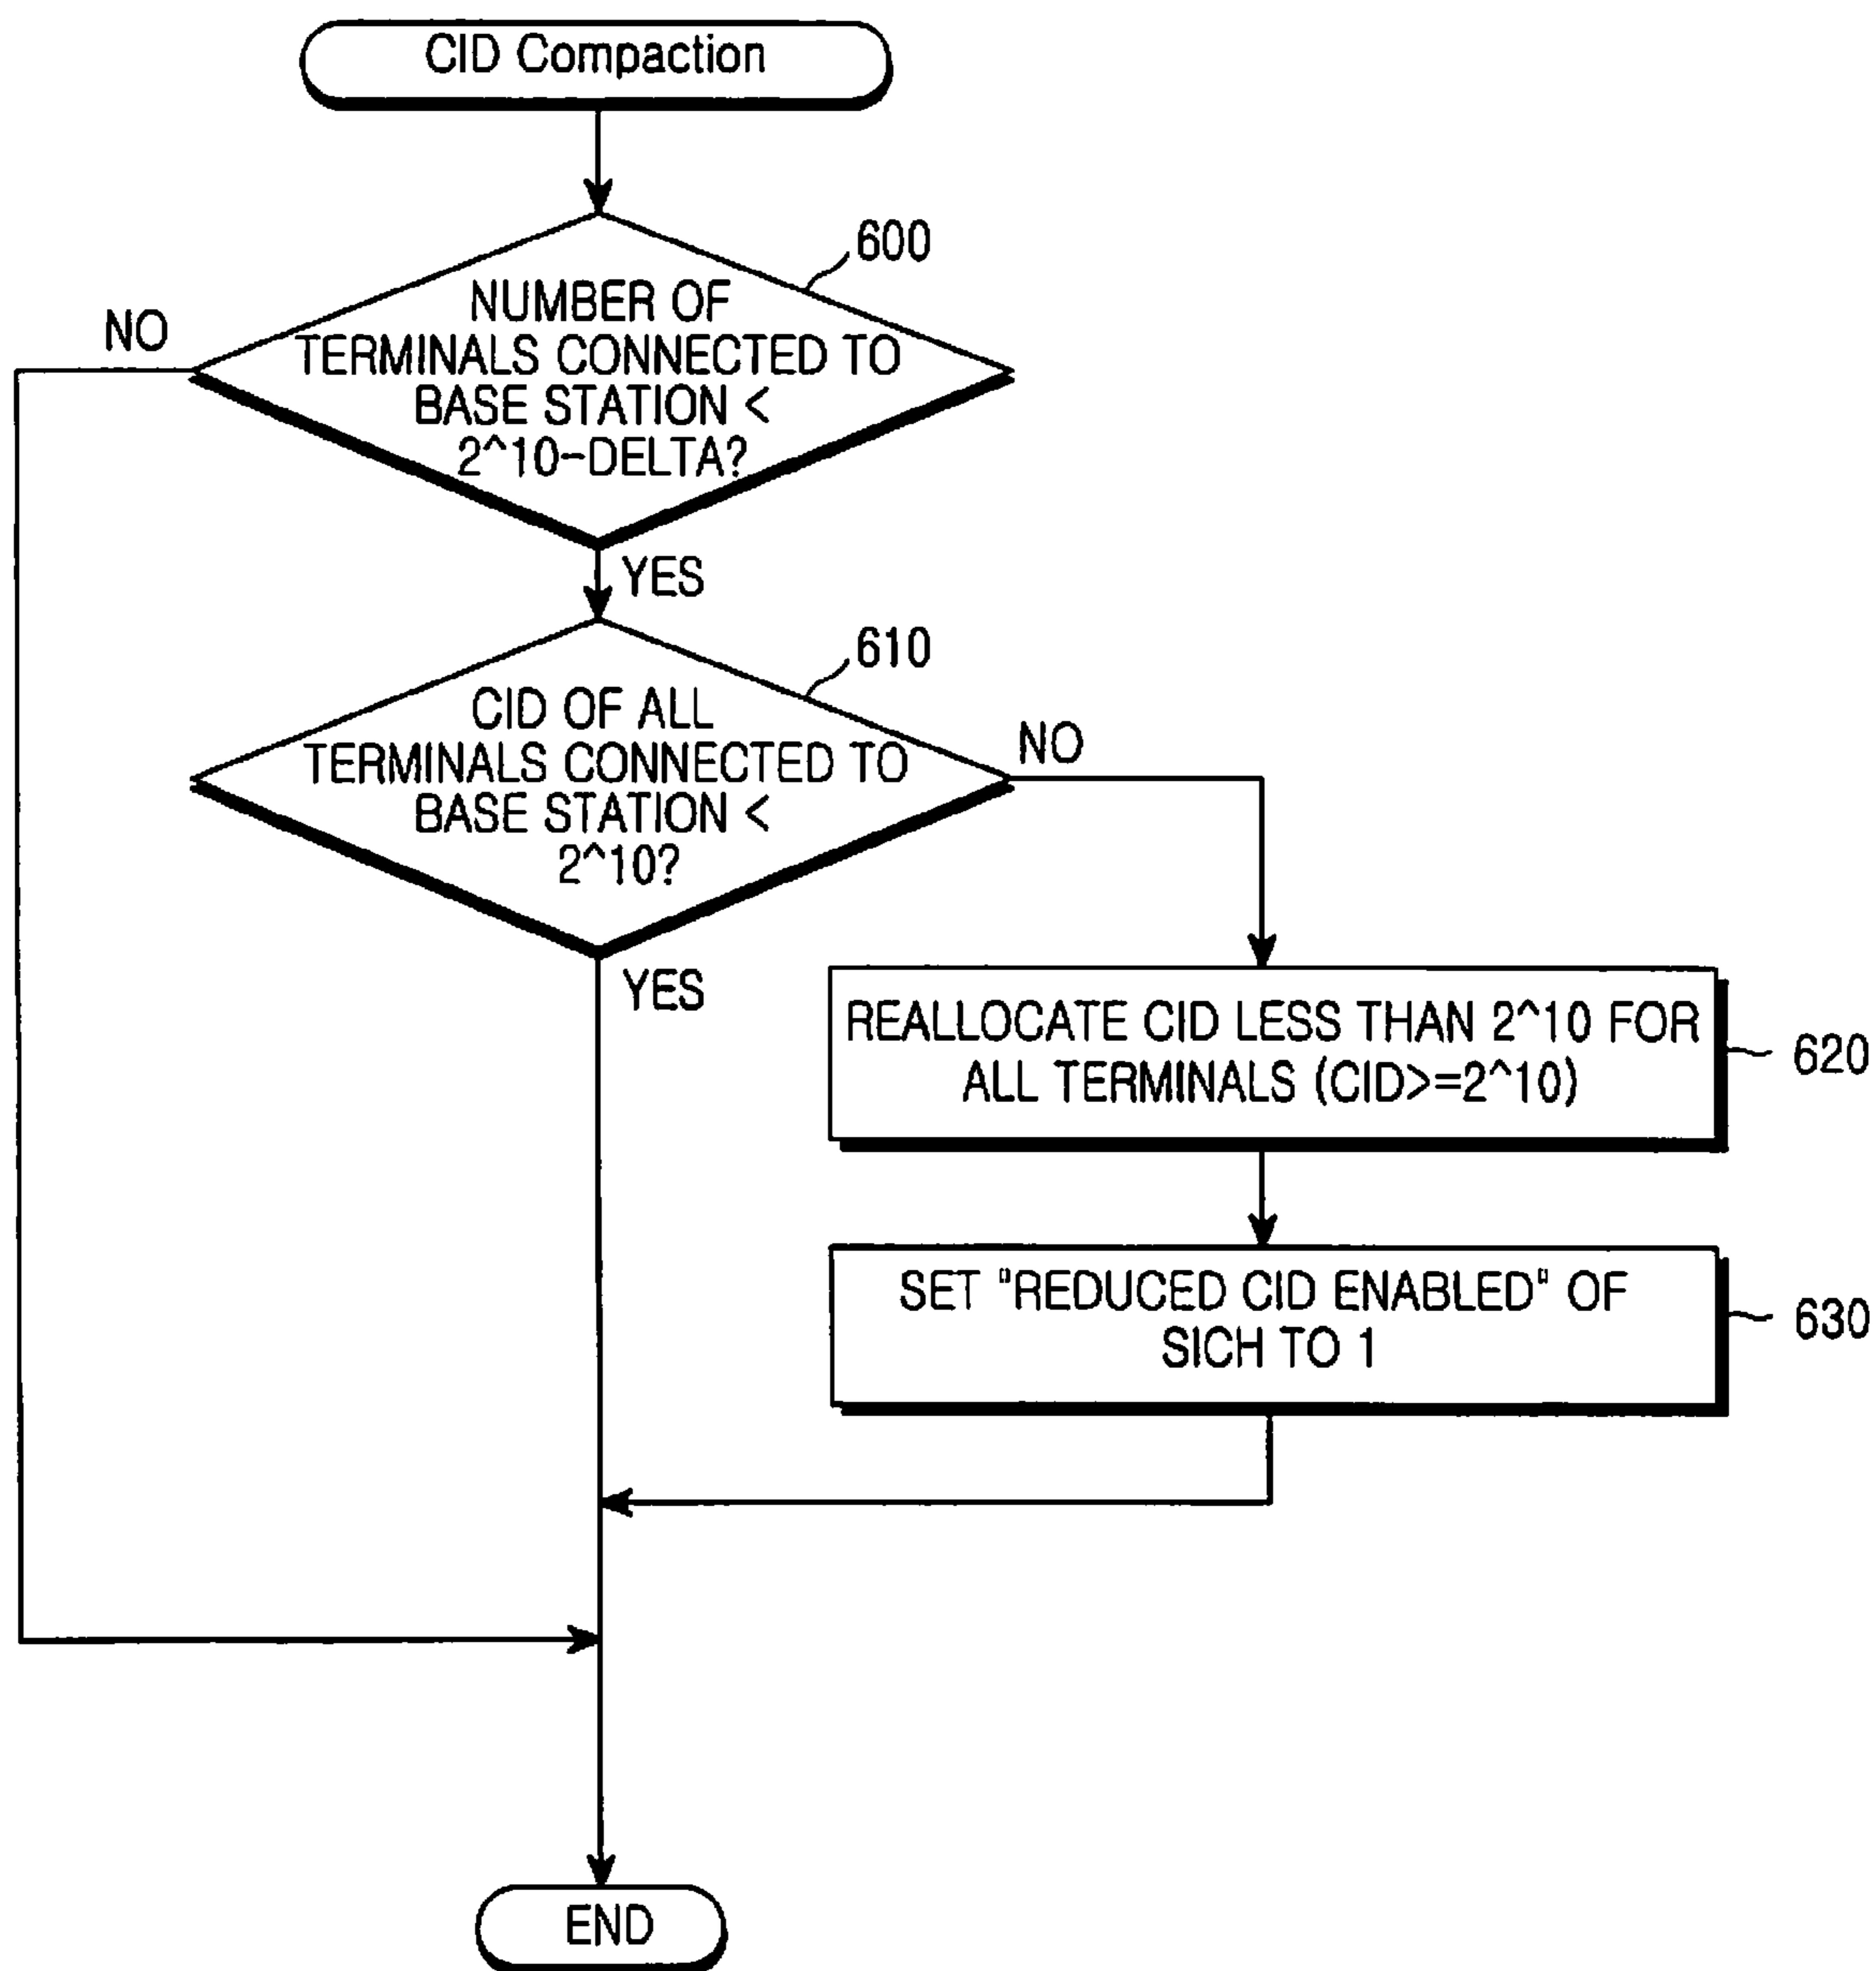 CID Compaction
600
NUMBER OF
TERMINALS CONNECTED TO
BASE STATION <
2^10-DELTA?
NO
YES
610
CID OF ALL
TERMINALS CONNECTED TO
BASE STATION <
2^10?
NO
YES
REALLOCATE CID LESS THAN 2^10 FOR
ALL TERMINALS (CID>=2^10)
620
SET "REDUCED CID ENABLED" OF
SICH TO 1
630
END